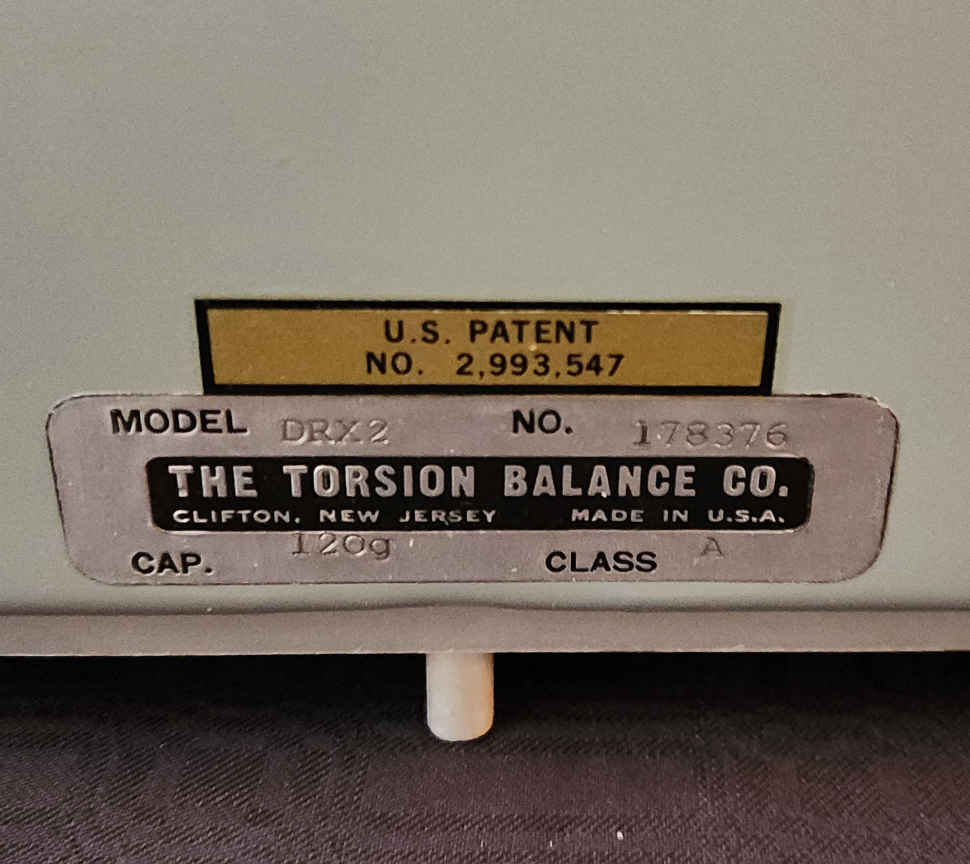 U.S. PATENT
NO. 2,993,547
MODEL DRX2 NO. 178376
THE TORSION BALANCE CO.
CLIFTON, NEW JERSEY MADE IN U.S.A.
CAP. 120g CLASS A